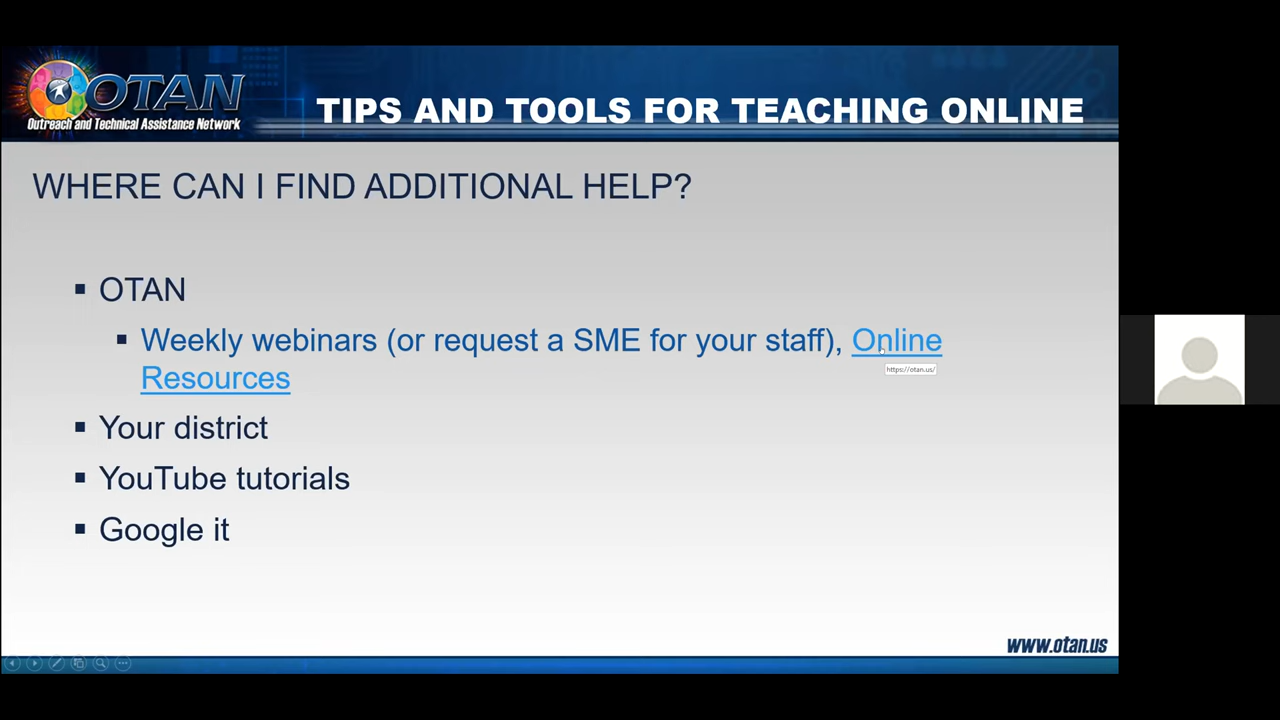 OTAN
Outreach and Technical Assistance Network
TIPS AND TOOLS FOR TEACHING ONLINE
WHERE CAN I FIND ADDITIONAL HELP?
▪ OTAN
▪ Weekly webinars (or request a SME for your staff), Online
Resources
https://otan.us/
▪ Your district
▪ YouTube tutorials
▪ Google it
www.otan.us